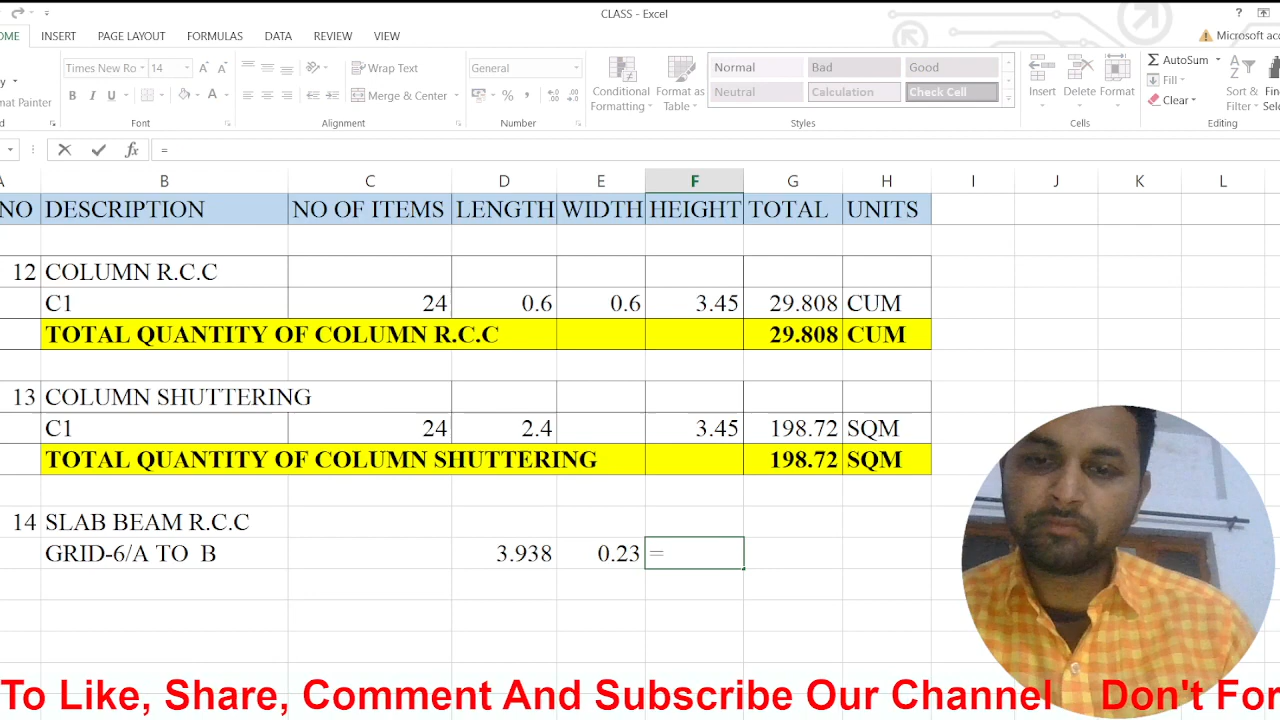 CLASS - Excel
?
OME INSERT PAGE LAYOUT FORMULAS DATA REVIEW VIEW
Microsoft acc
Times New Ro 14 A A Wrap Text General Normal Bad Good AutoSum
mat Painter B I U A Merge & Center % Conditional Formatting Format as Table Neutral Calculation Check Cell Insert Delete Format Fill Clear Sort & Filter
Font Alignment Number Styles Cells Editing
fx =
A B C D E F G H I J K L
NO DESCRIPTION NO OF ITEMS LENGTH WIDTH HEIGHT TOTAL UNITS
12 COLUMN R.C.C
C1 24 0.6 0.6 3.45 29.808 CUM
TOTAL QUANTITY OF COLUMN R.C.C 29.808 CUM
13 COLUMN SHUTTERING
C1 24 2.4 3.45 198.72 SQM
TOTAL QUANTITY OF COLUMN SHUTTERING 198.72 SQM
14 SLAB BEAM R.C.C
GRID-6/A TO B 3.938 0.23 =
To Like, Share, Comment And Subscribe Our Channel Don't For